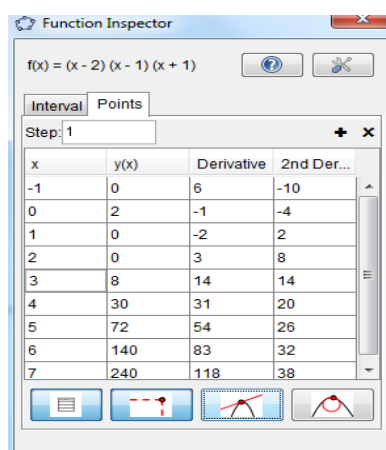 Function Inspector
f(x) = (x - 2) (x - 1) (x + 1)
Interval Points
Step: 1
x y(x) Derivative 2nd Der...
-1 0 6 -10
0 2 -1 -4
1 0 -2 2
2 0 3 8
3 8 14 14
4 30 31 20
5 72 54 26
6 140 83 32
7 240 118 38